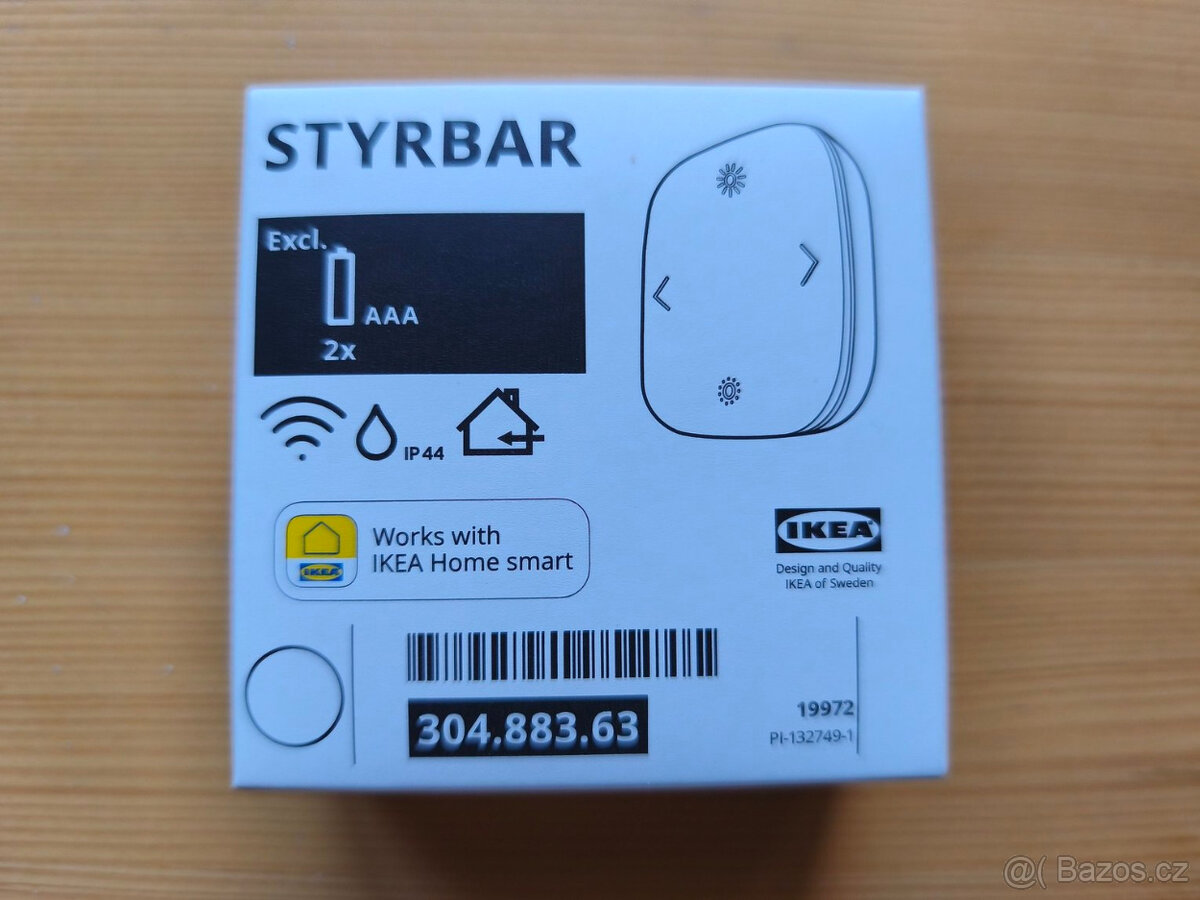 STYRBAR
Excl.
AAA
2x
IP44
Works with
IKEA Home smart
IKEA
IKEA
Design and Quality
IKEA of Sweden
304.883.63
19972
PI-132749-1
@( Bazos.cz